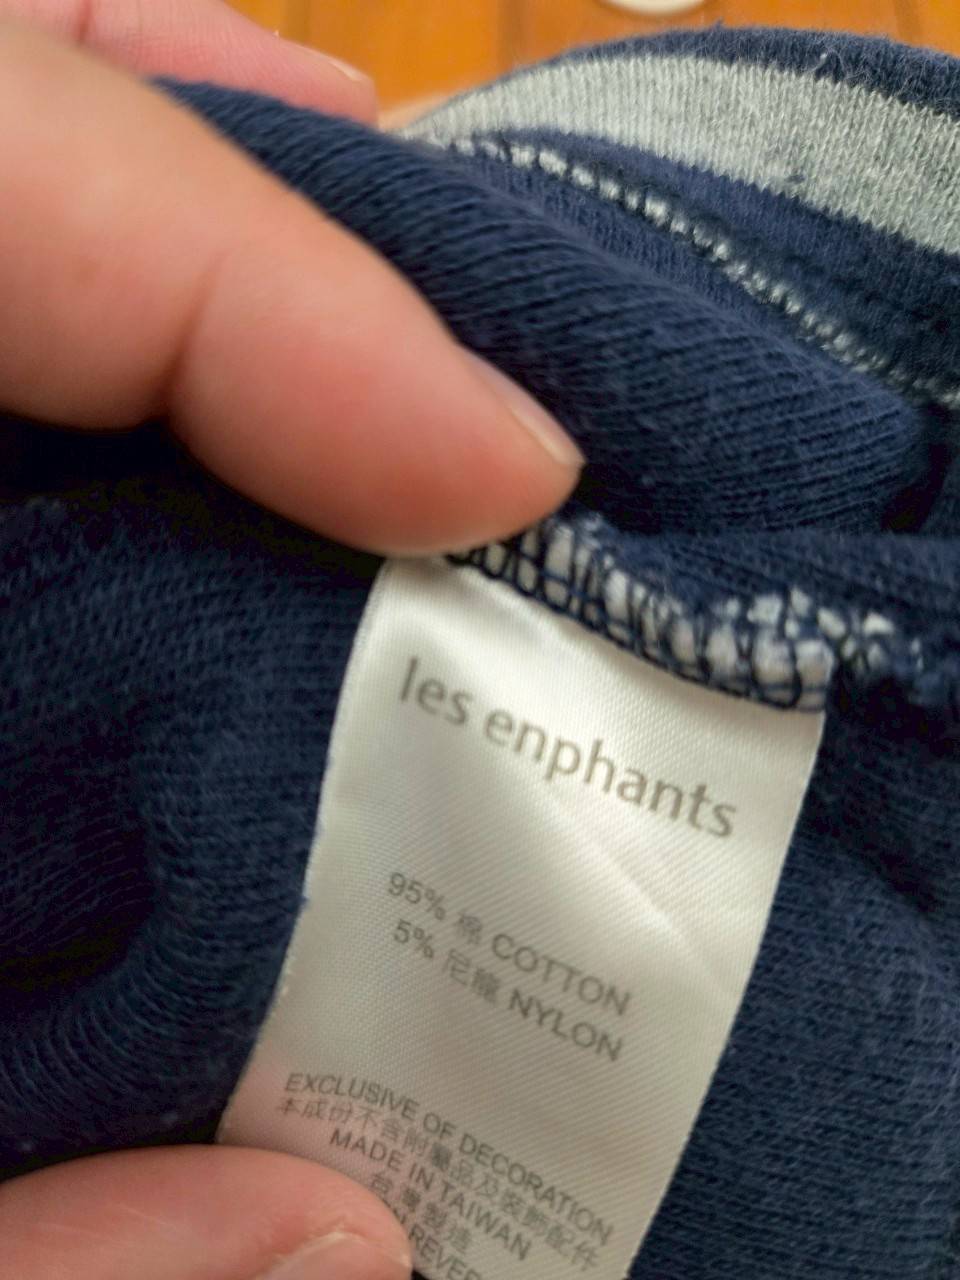 les enphants
95% 棉 COTTON
5% 尼龍 NYLON
EXCLUSIVE OF DECORATION
本成份不含附屬品及裝飾配件
MADE IN TAIWAN
台灣製造